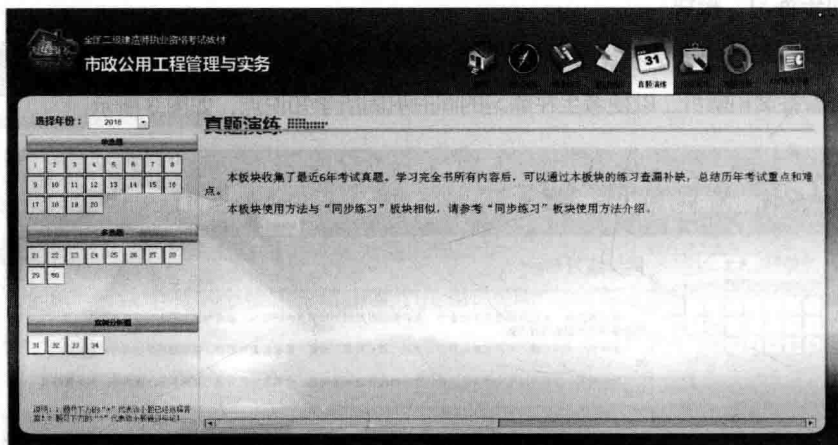 全国二级建造师执业资格考试教材
市政公用工程管理与实务
31
真题演练
选择年份：
2016
单选题
1 2 3 4 5 6 7 8
9 10 11 12 13 14 15 16
17 18 19 20
多选题
21 22 23 24 25 26 27 28
29 30
案例分析题
31 32 33 34
真题演练
本板块收集了最近6年考试真题。学习完全书所有内容后，可以通过本板块的练习查漏补缺，总结历年考试重点和难
点。
本板块使用方法与“同步练习”板块相似，请参考“同步练习”板块使用方法介绍。